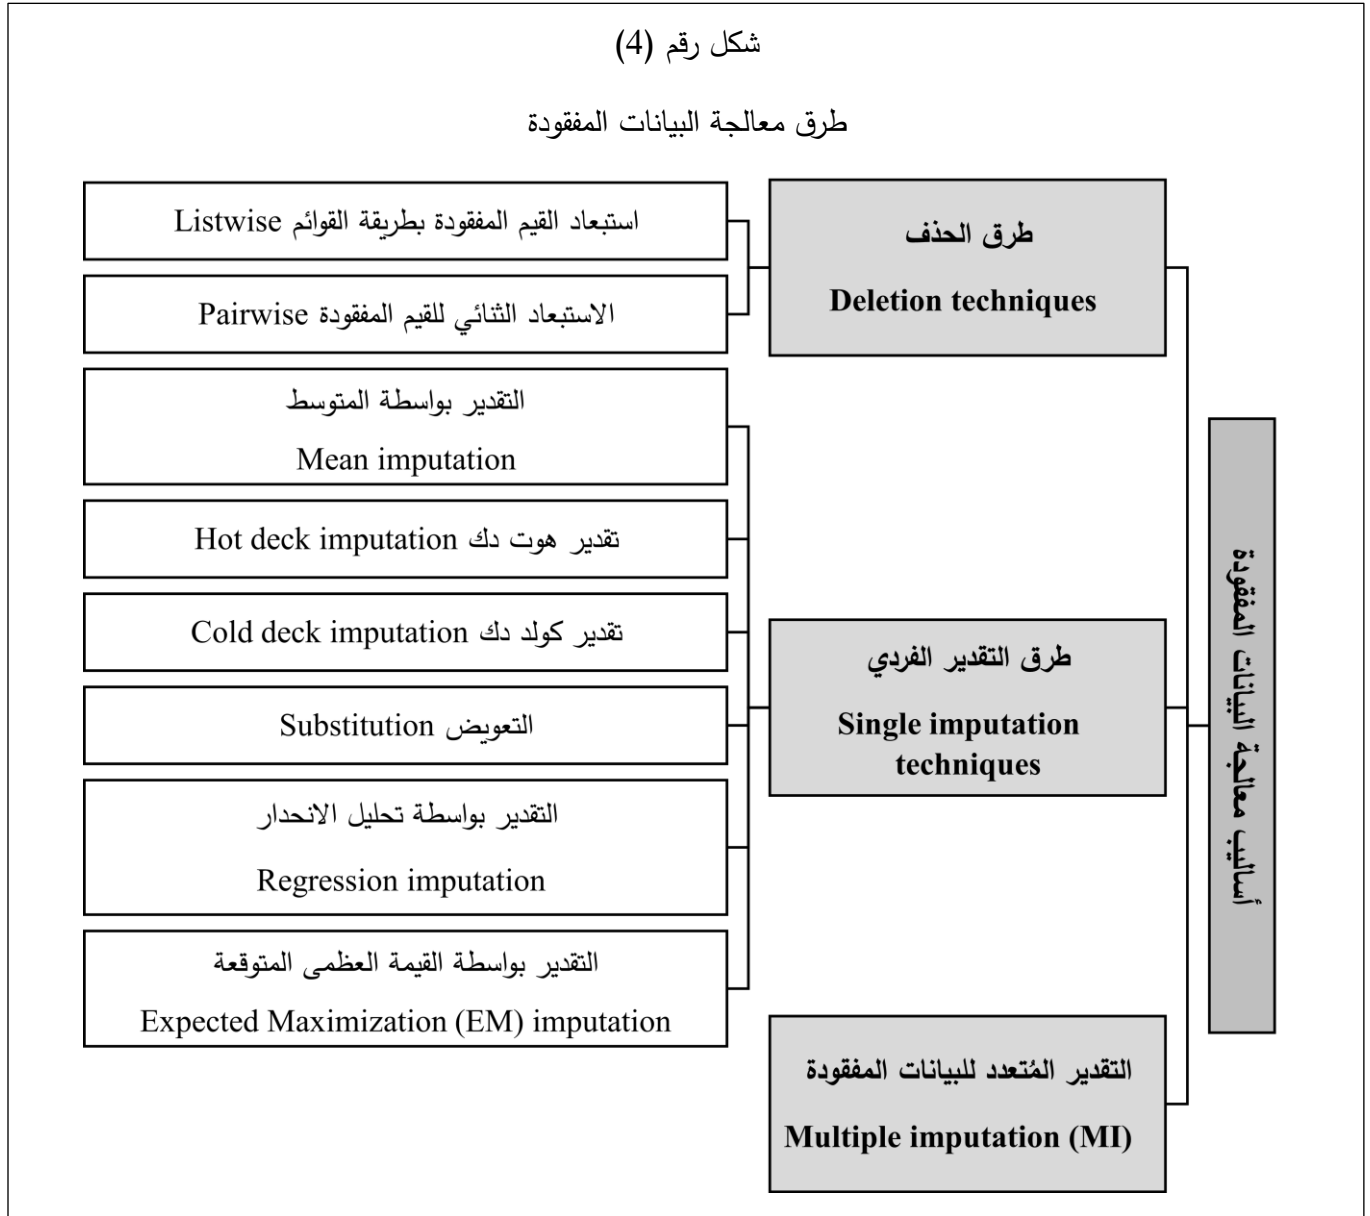 شكل رقم (4)
طرق معالجة البيانات المفقودة
أساليب معالجة البيانات المفقودة
طرق الحذف
Deletion techniques
استبعاد القيم المفقودة بطريقة القوائم Listwise
الاستبعاد الثنائي للقيم المفقودة Pairwise
طرق التقدير الفردي
Single imputation
techniques
التقدير بواسطة المتوسط
Mean imputation
تقدير هوت دك Hot deck imputation
تقدير كولد دك Cold deck imputation
التعويض Substitution
التقدير بواسطة تحليل الانحدار
Regression imputation
التقدير بواسطة القيمة العظمى المتوقعة
Expected Maximization (EM) imputation
التقدير المُتعدد للبيانات المفقودة
Multiple imputation (MI)